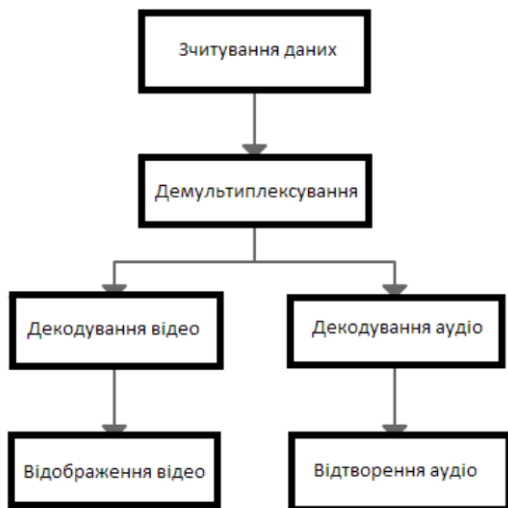 Зчитування даних
Демультиплексування
Декодування відео
Декодування аудіо
Відображення відео
Відтворення аудіо